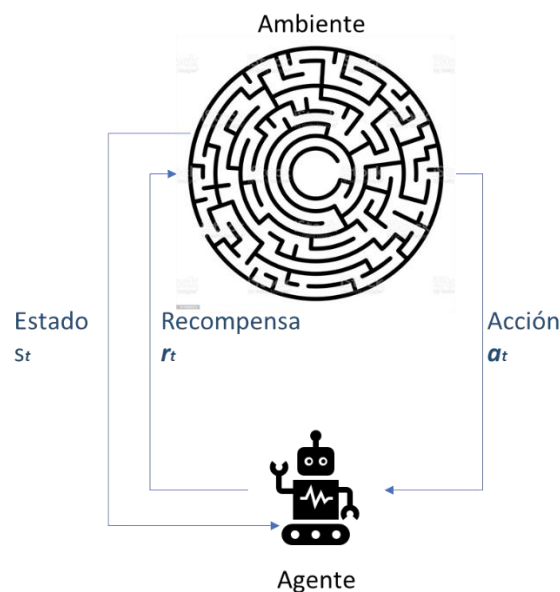 Ambiente
Estado
st
Recompensa
rt
Acción
at
Agente